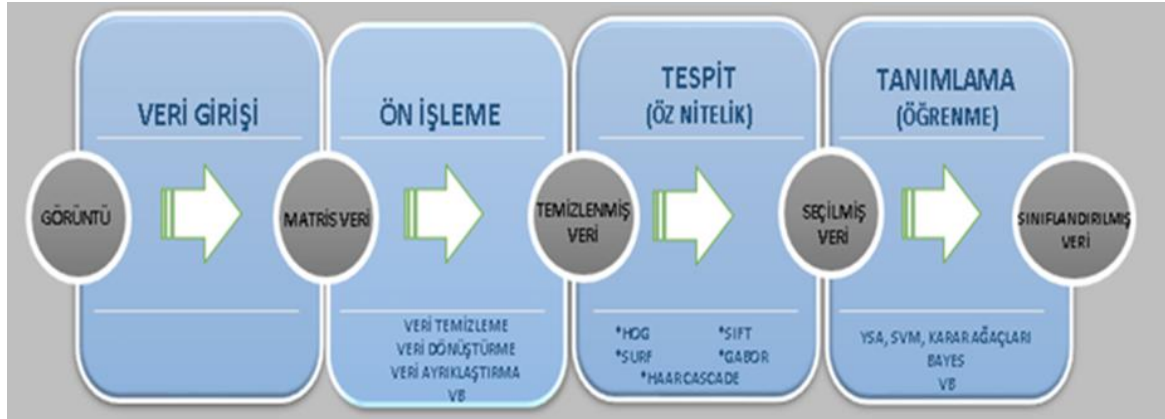 VERİ GİRİŞİ
ÖN İŞLEME
TESPİT
(ÖZ NİTELİK)
TANIMLAMA
(ÖĞRENME)
GÖRÜNTÜ
MATRİS VERİ
TEMİZLENMİŞ
VERİ
SEÇİLMİŞ
VERİ
SINIFLANDIRILMIŞ
VERİ
VERİ TEMİZLEME
VERİ DÖNÜŞTÜRME
VERİ AYRIKLAŞTIRMA
VB
*HOG *SIFT
*SURF *GABOR
*HAARCASCADE
YSA, SVM, KARAR AĞAÇLARI
BAYES
VB